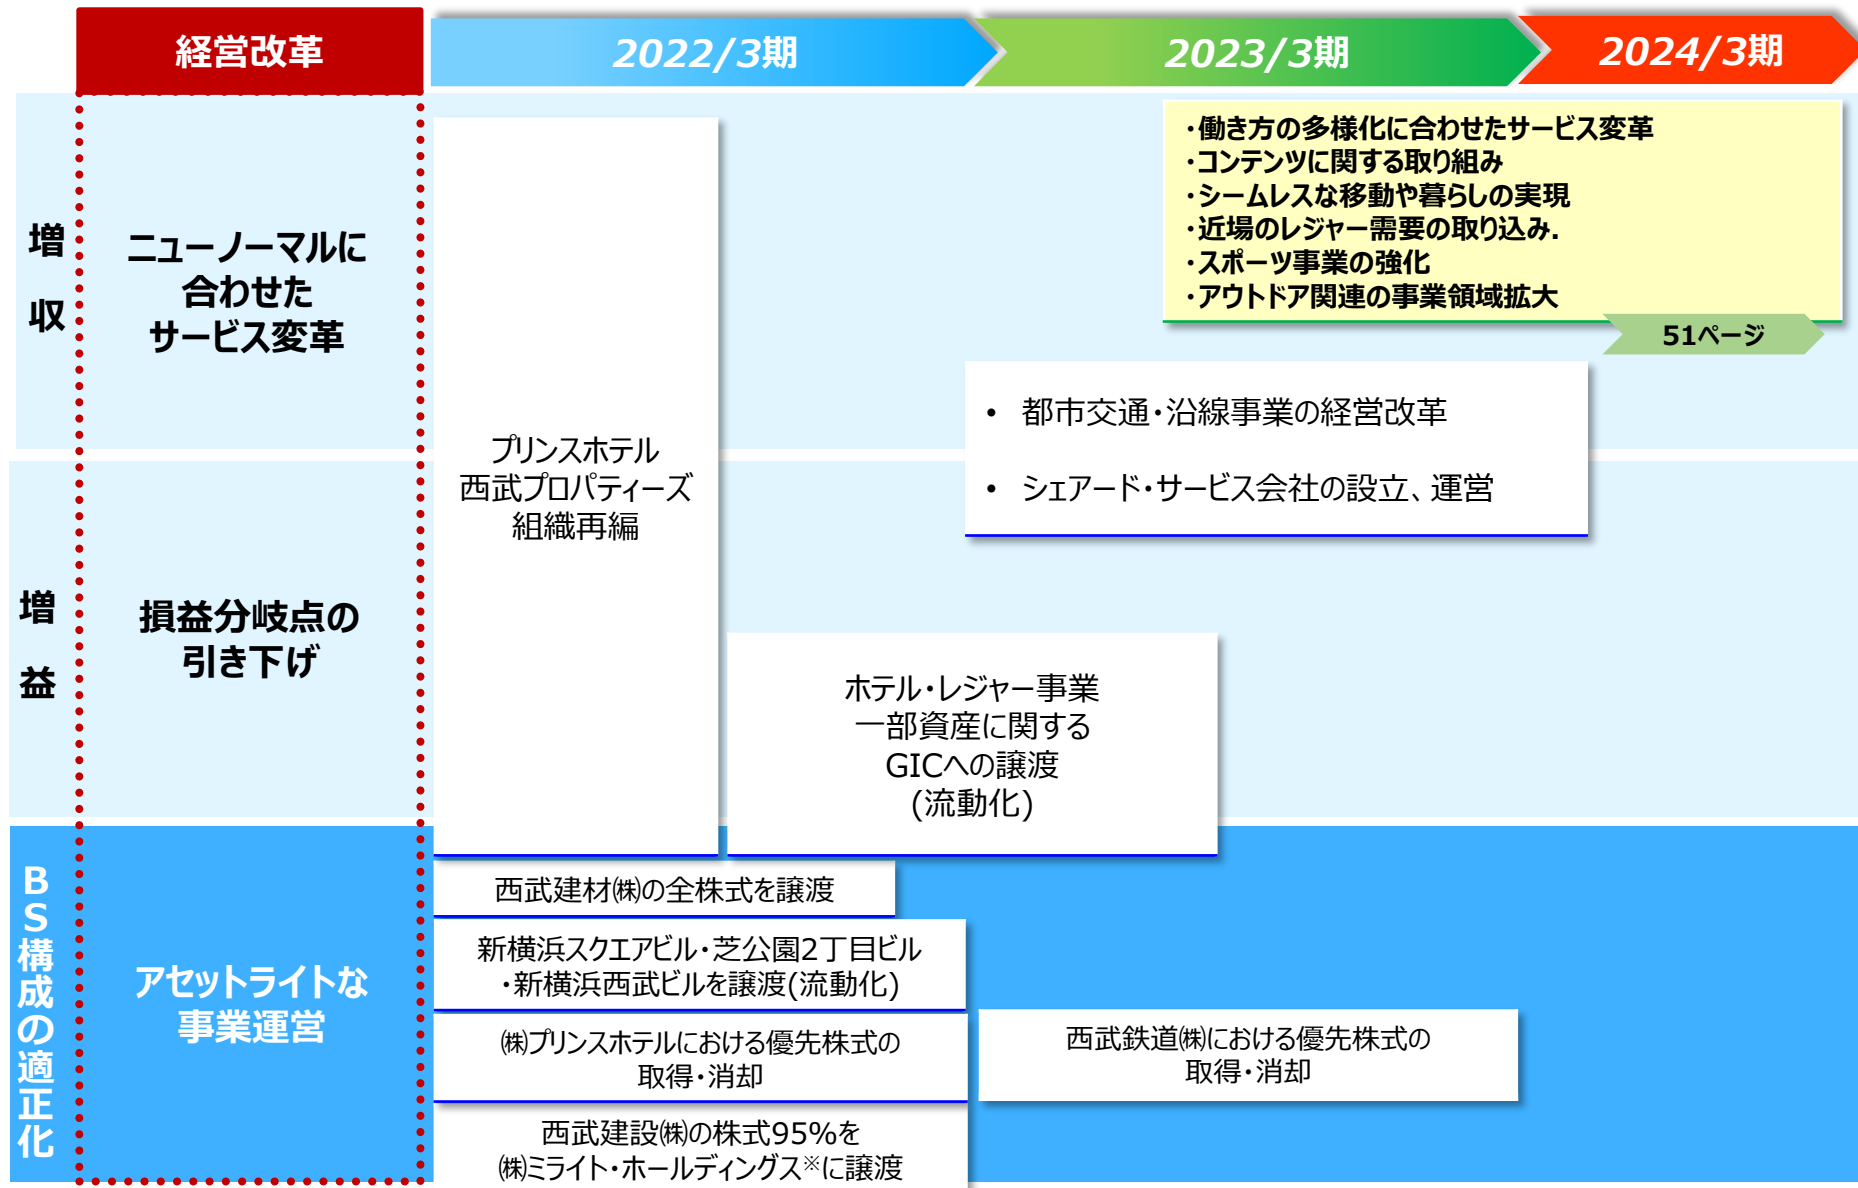 経営改革
2022/3期
2023/3期
2024/3期
増
収
ニューノーマルに
合わせた
サービス変革
・働き方の多様化に合わせたサービス変革
・コンテンツに関する取り組み
・シームレスな移動や暮らしの実現
・近場のレジャー需要の取り込み.
・スポーツ事業の強化
・アウトドア関連の事業領域拡大
51ページ
• 都市交通・沿線事業の経営改革
• シェアード・サービス会社の設立、運営
プリンスホテル
西武プロパティーズ
組織再編
増
益
損益分岐点の
引き下げ
ホテル・レジャー事業
一部資産に関する
GICへの譲渡
(流動化)
BS構成の適正化
アセットライトな
事業運営
西武建材㈱の全株式を譲渡
新横浜スクエアビル・芝公園2丁目ビル
・新横浜西武ビルを譲渡(流動化)
㈱プリンスホテルにおける優先株式の
取得・消却
西武鉄道㈱における優先株式の
取得・消却
西武建設㈱の株式95%を
㈱ミライト・ホールディングス※に譲渡